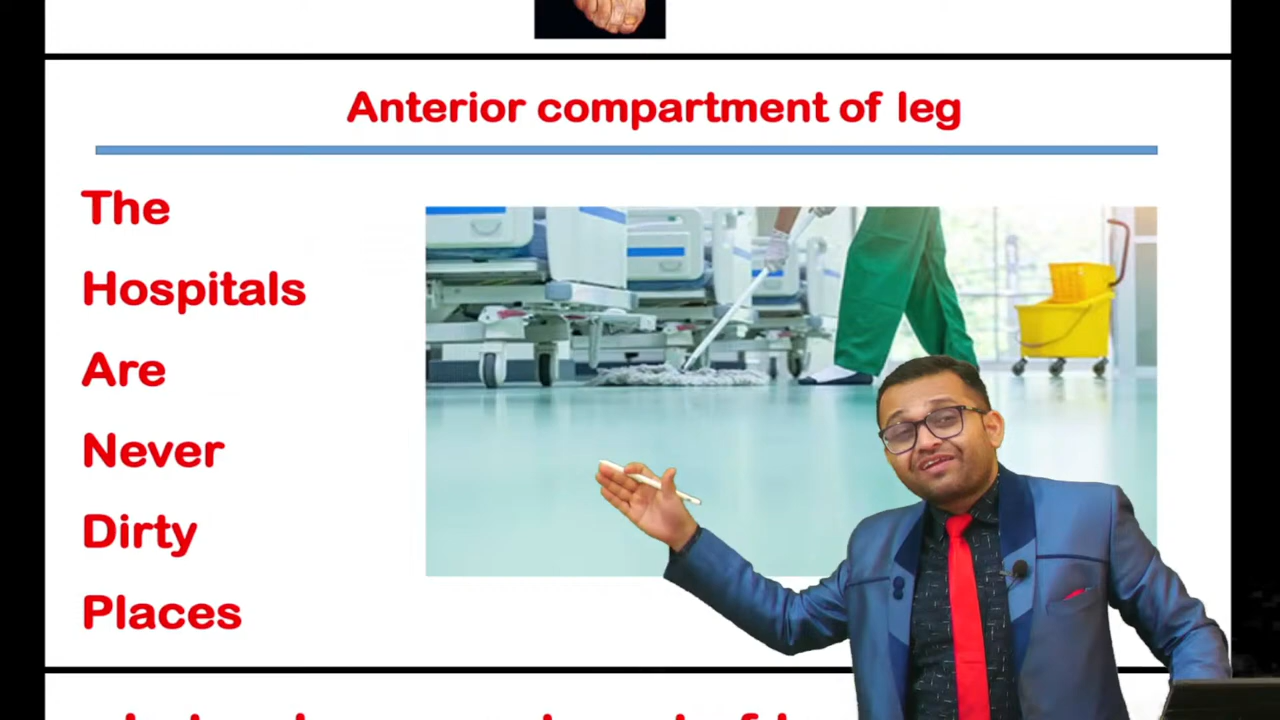 Anterior compartment of leg
The
Hospitals
Are
Never
Dirty
Places